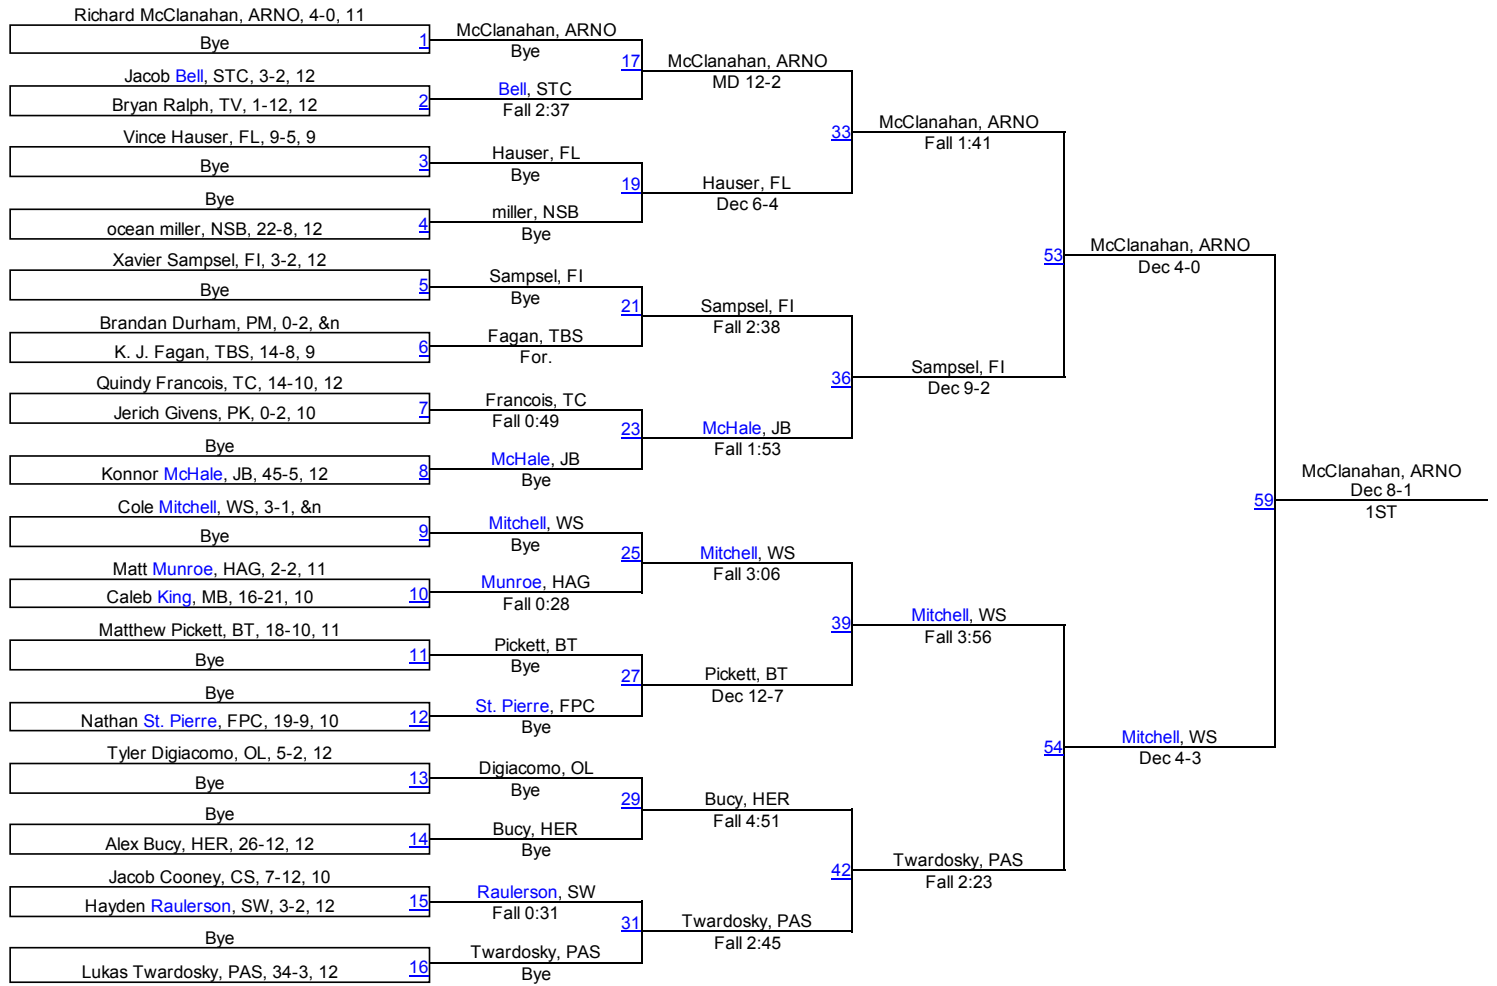 Richard McClanahan, ARNO, 4-0, 11
Bye
1
Jacob Bell, STC, 3-2, 12
Bryan Ralph, TV, 1-12, 12
2
Vince Hauser, FL, 9-5, 9
Bye
3
Bye
ocean miller, NSB, 22-8, 12
4
Xavier Sampsel, FI, 3-2, 12
Bye
5
Brandan Durham, PM, 0-2, &n
K. J. Fagan, TBS, 14-8, 9
6
Quindy Francois, TC, 14-10, 12
Jerich Givens, PK, 0-2, 10
7
Bye
Konnor McHale, JB, 45-5, 12
8
Cole Mitchell, WS, 3-1, &n
Bye
9
Matt Munroe, HAG, 2-2, 11
Caleb King, MB, 16-21, 10
10
Matthew Pickett, BT, 18-10, 11
Bye
11
Bye
Nathan St. Pierre, FPC, 19-9, 10
12
Tyler Digiacomo, OL, 5-2, 12
Bye
13
Bye
Alex Bucy, HER, 26-12, 12
14
Jacob Cooney, CS, 7-12, 10
Hayden Raulerson, SW, 3-2, 12
15
Bye
Lukas Twardosky, PAS, 34-3, 12
16
McClanahan, ARNO
Bye
17
Bell, STC
Fall 2:37
Hauser, FL
Bye
19
miller, NSB
Bye
Sampsel, FI
Bye
21
Fagan, TBS
For.
Francois, TC
Fall 0:49
23
McHale, JB
Bye
Mitchell, WS
Bye
25
Munroe, HAG
Fall 0:28
Pickett, BT
Bye
27
St. Pierre, FPC
Bye
Digiacomo, OL
Bye
29
Bucy, HER
Bye
Raulerson, SW
Fall 0:31
31
Twardosky, PAS
Bye
McClanahan, ARNO
MD 12-2
33
Hauser, FL
Dec 6-4
Sampsel, FI
Fall 2:38
36
McHale, JB
Fall 1:53
Mitchell, WS
Fall 3:06
39
Pickett, BT
Dec 12-7
Bucy, HER
Fall 4:51
42
Twardosky, PAS
Fall 2:45
McClanahan, ARNO
Fall 1:41
53
Sampsel, FI
Dec 9-2
Mitchell, WS
Fall 3:56
54
Twardosky, PAS
Fall 2:23
McClanahan, ARNO
Dec 4-0
59
Mitchell, WS
Dec 4-3
McClanahan, ARNO
Dec 8-1
1ST